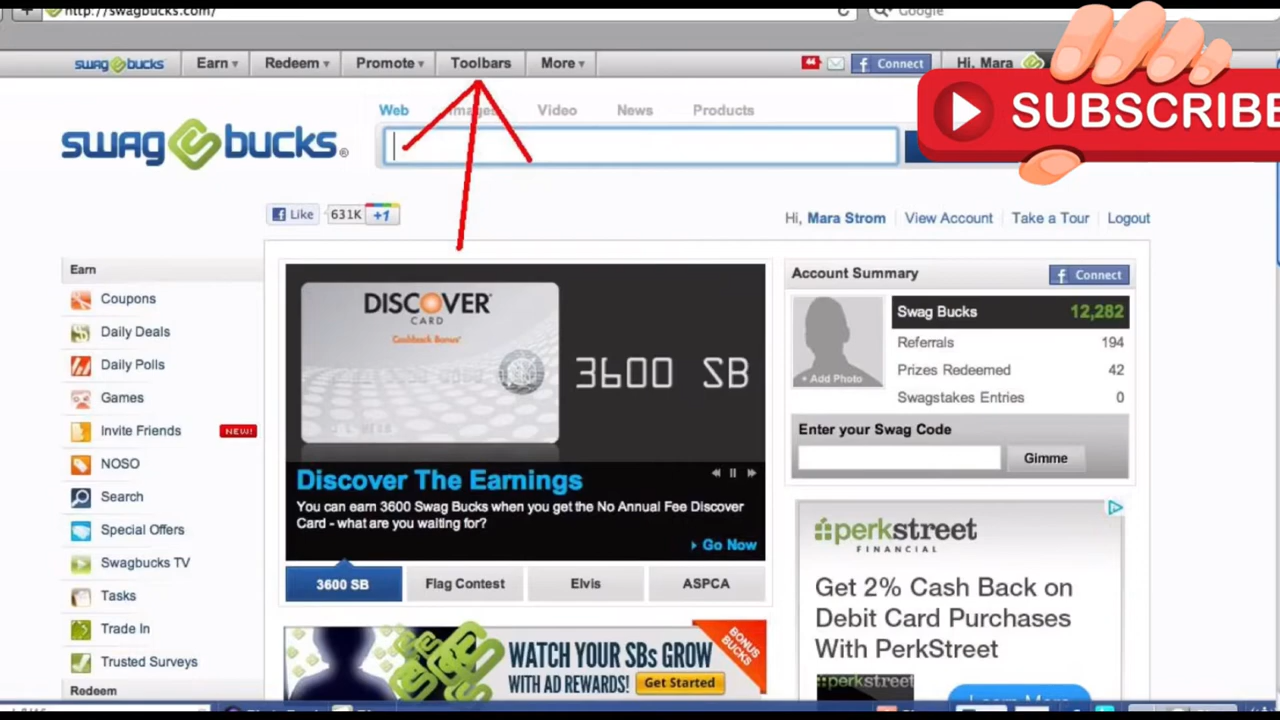 http://swagbucks.com/
Google
swagbucks
Earn
Redeem
Promote
Toolbars
More
Connect
Hi, Mara
SUBSCRIBE
Web
Images
Video
News
Products
swagbucks®
Like
631K
+1
Hi, Mara Strom
View Account
Take a Tour
Logout
Earn
Coupons
Daily Deals
Daily Polls
Games
Invite Friends
NEW!
NOSO
Search
Special Offers
Swagbucks TV
Tasks
Trade In
Trusted Surveys
Redeem
DISCOVER
CARD
Cashback Bonus
3600 SB
Discover The Earnings
You can earn 3600 Swag Bucks when you get the No Annual Fee Discover
Card - what are you waiting for?
Go Now
3600 SB
Flag Contest
Elvis
ASPCA
WATCH YOUR SBs GROW
WITH AD REWARDS!
Get Started
BONUS
BUCKS
Account Summary
Connect
+ Add Photo
Swag Bucks 12,282
Referrals 194
Prizes Redeemed 42
Swagstakes Entries 0
Enter your Swag Code
Gimme
perkstreet
FINANCIAL
Get 2% Cash Back on
Debit Card Purchases
With PerkStreet
perkstreet
Learn More